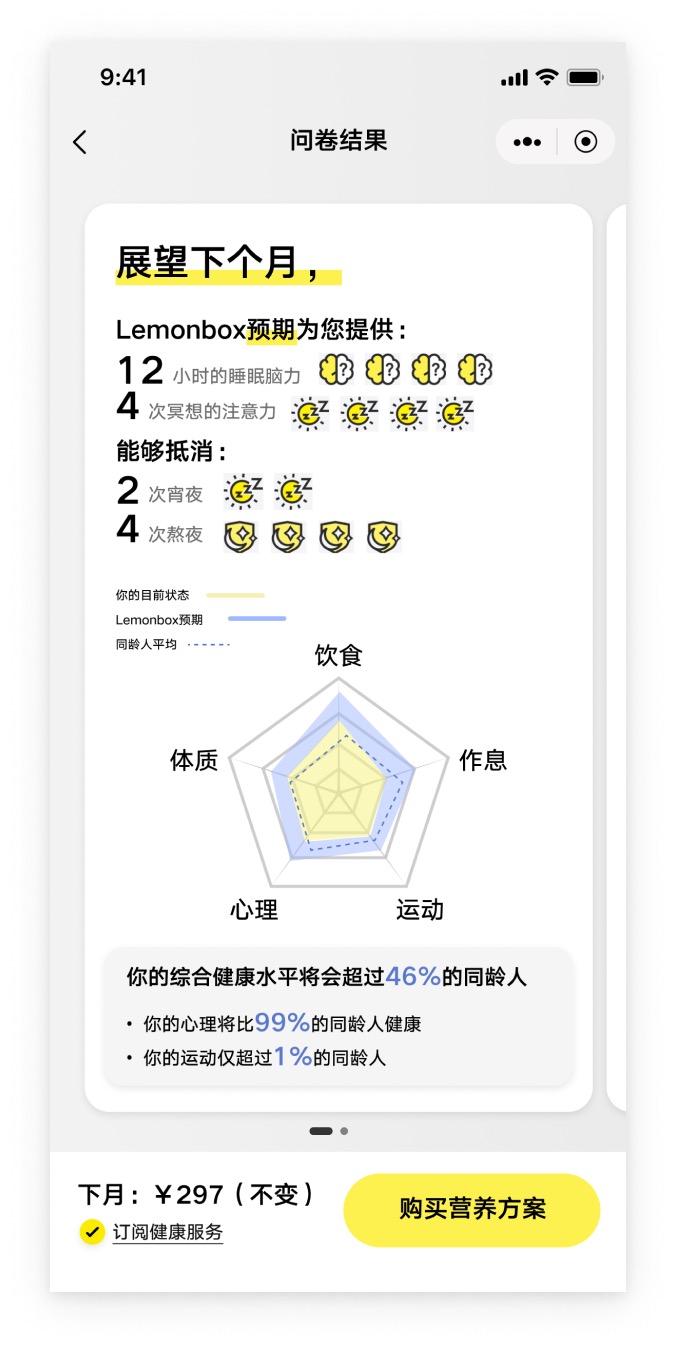 9:41
问卷结果
展望下个月，
Lemonbox预期为您提供：
12 小时的睡眠脑力
4 次冥想的注意力
能够抵消：
2 次宵夜
4 次熬夜
你的目前状态
Lemonbox预期
同龄人平均
饮食
体质
作息
心理
运动
你的综合健康水平将会超过46%的同龄人
• 你的心理将比99%的同龄人健康
• 你的运动仅超过1%的同龄人
下月：￥297（不变）
订阅健康服务
购买营养方案